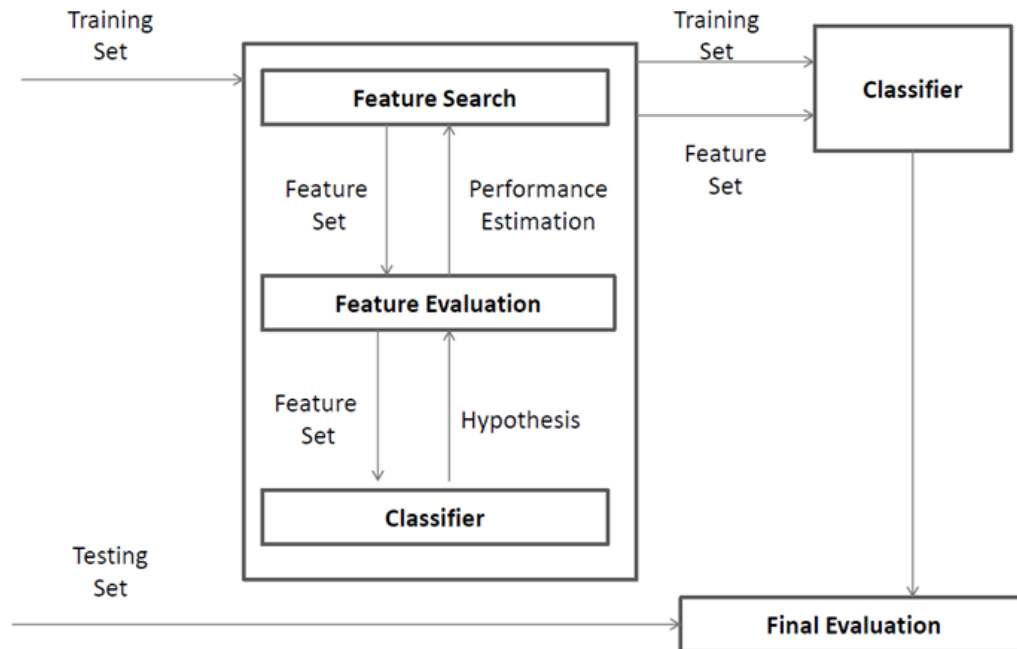 Training
Set
Training
Set
Feature Search
Classifier
Feature
Set
Feature
Set
Performance
Estimation
Feature Evaluation
Feature
Set
Hypothesis
Classifier
Testing
Set
Final Evaluation